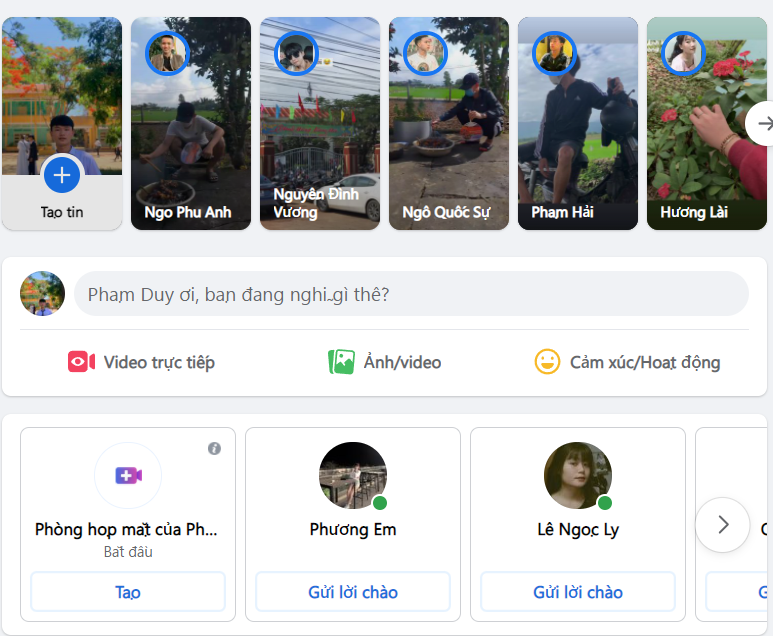 Tạo tin
Ngo Phu Anh
Nguyễn Đình
Vương
Ngô Quốc Sự
Phạm Hải
Hương Lài
Phạm Duy ơi, bạn đang nghĩ gì thế?
Video trực tiếp
Ảnh/video
Cảm xúc/Hoạt động
Phòng họp mặt của Ph...
Bắt đầu
Tạo
Phương Em
Gửi lời chào
Lê Ngọc Ly
Gửi lời chào